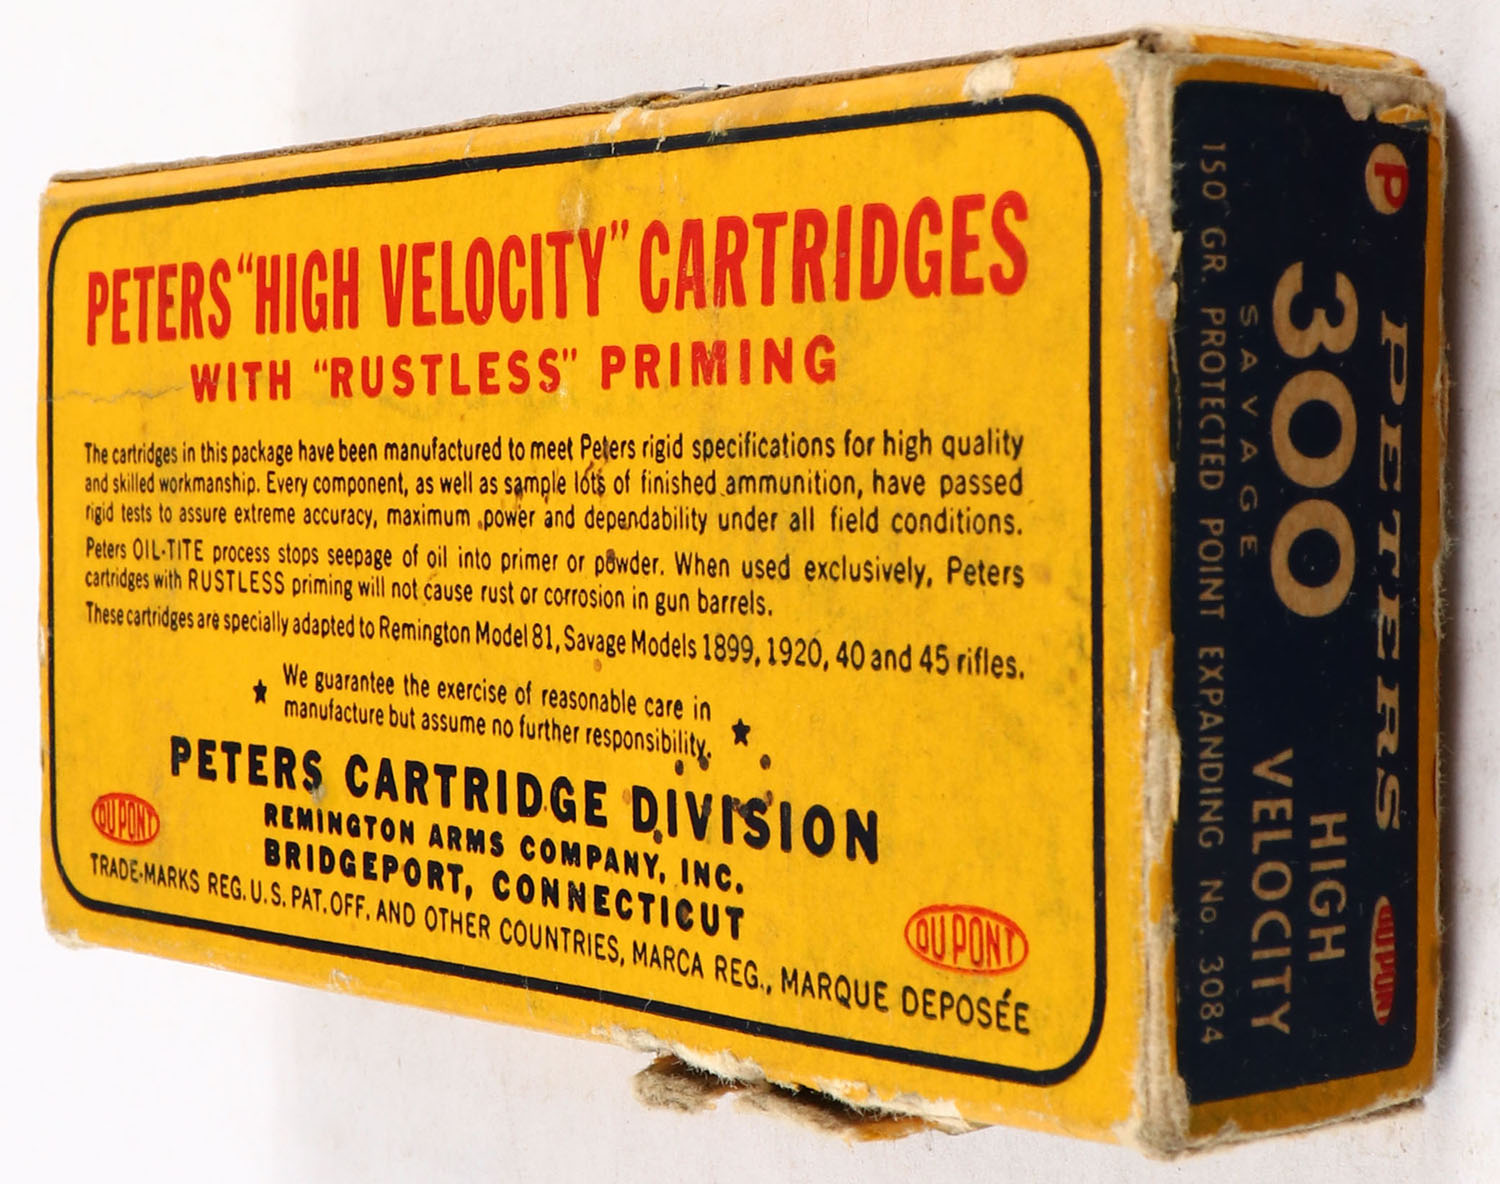 PETERS "HIGH VELOCITY" CARTRIDGES
WITH "RUSTLESS" PRIMING
The cartridges in this package have been manufactured to meet Peters rigid specifications for high quality
and skilled workmanship. Every component, as well as sample lots of finished ammunition, have passed
rigid tests to assure extreme accuracy, maximum power and dependability under all field conditions.
Peters OIL-TITE process stops seepage of oil into primer or powder. When used exclusively, Peters
cartridges with RUSTLESS priming will not cause rust or corrosion in gun barrels.
These cartridges are specially adapted to Remington Model 81, Savage Models 1899, 1920, 40 and 45 rifles.
★ We guarantee the exercise of reasonable care in
manufacture but assume no further responsibility. ★
PETERS CARTRIDGE DIVISION
REMINGTON ARMS COMPANY, INC.
BRIDGEPORT, CONNECTICUT
DU PONT
DU PONT
TRADE-MARKS REG. U.S. PAT. OFF. AND OTHER COUNTRIES, MARCA REG., MARQUE DEPOSÉE
P PETERS DU PONT
300 HIGH
SAVAGE VELOCITY
150 GR. PROTECTED POINT EXPANDING No. 3084